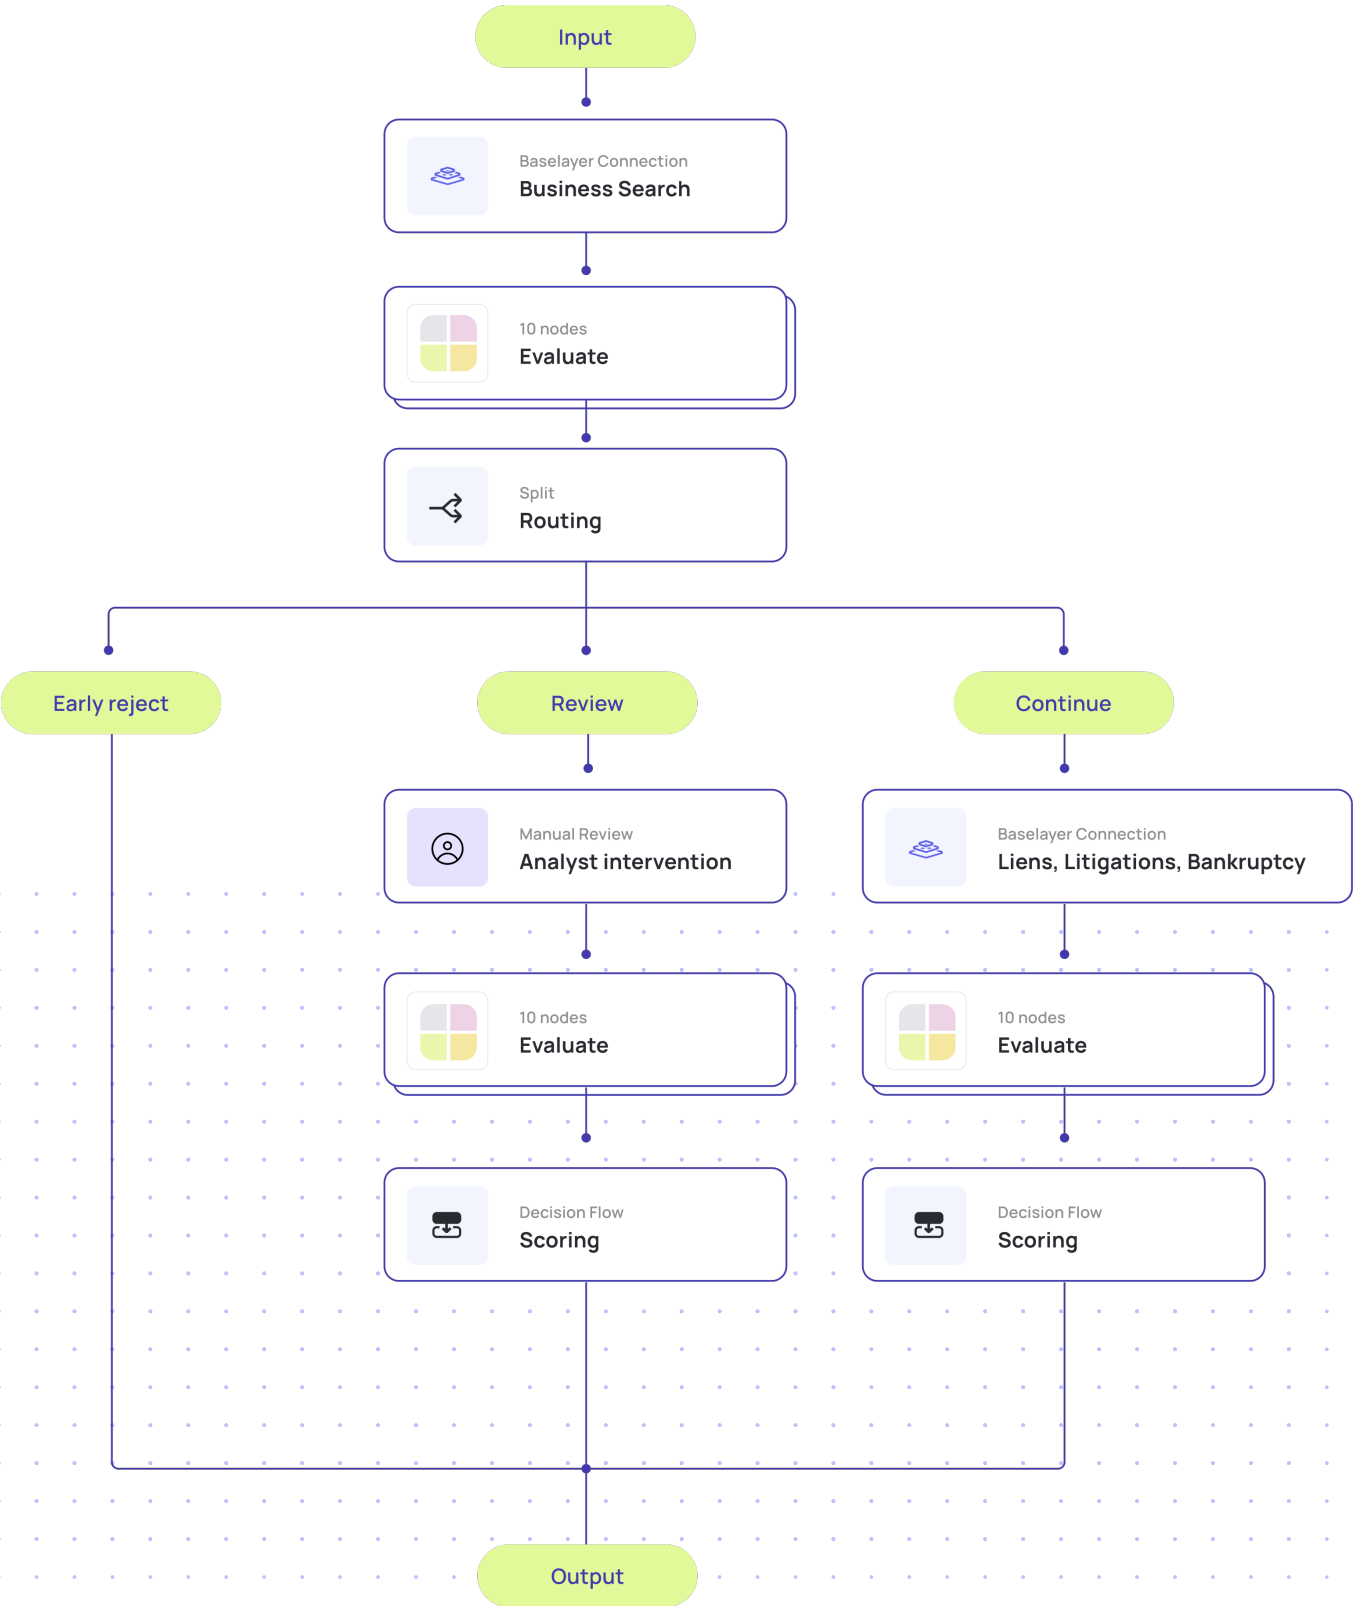 Input
Baselayer Connection
Business Search
10 nodes
Evaluate
Split
Routing
Early reject
Review
Continue
Manual Review
Analyst intervention
Baselayer Connection
Liens, Litigations, Bankruptcy
10 nodes
Evaluate
10 nodes
Evaluate
Decision Flow
Scoring
Decision Flow
Scoring
Output